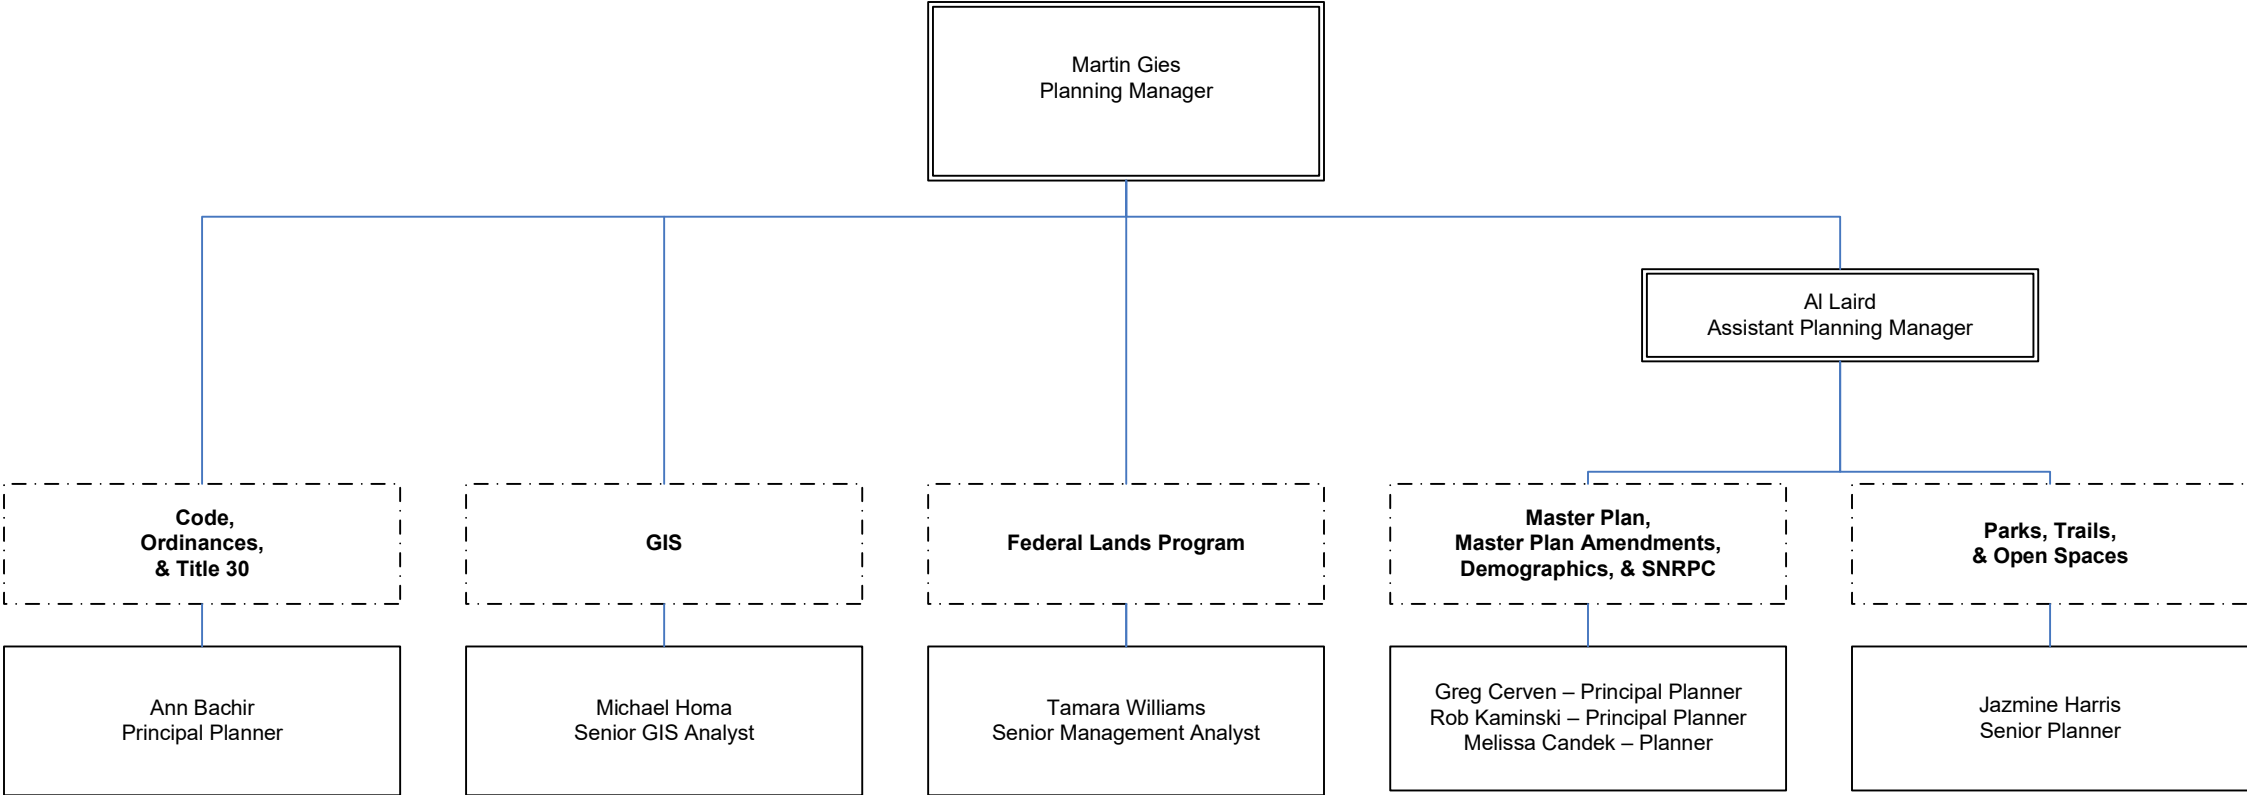 Martin Gies
Planning Manager
Al Laird
Assistant Planning Manager
Code,
Ordinances,
& Title 30
GIS
Federal Lands Program
Master Plan,
Master Plan Amendments,
Demographics, & SNRPC
Parks, Trails,
& Open Spaces
Ann Bachir
Principal Planner
Michael Homa
Senior GIS Analyst
Tamara Williams
Senior Management Analyst
Greg Cerven – Principal Planner
Rob Kaminski – Principal Planner
Melissa Candek – Planner
Jazmine Harris
Senior Planner